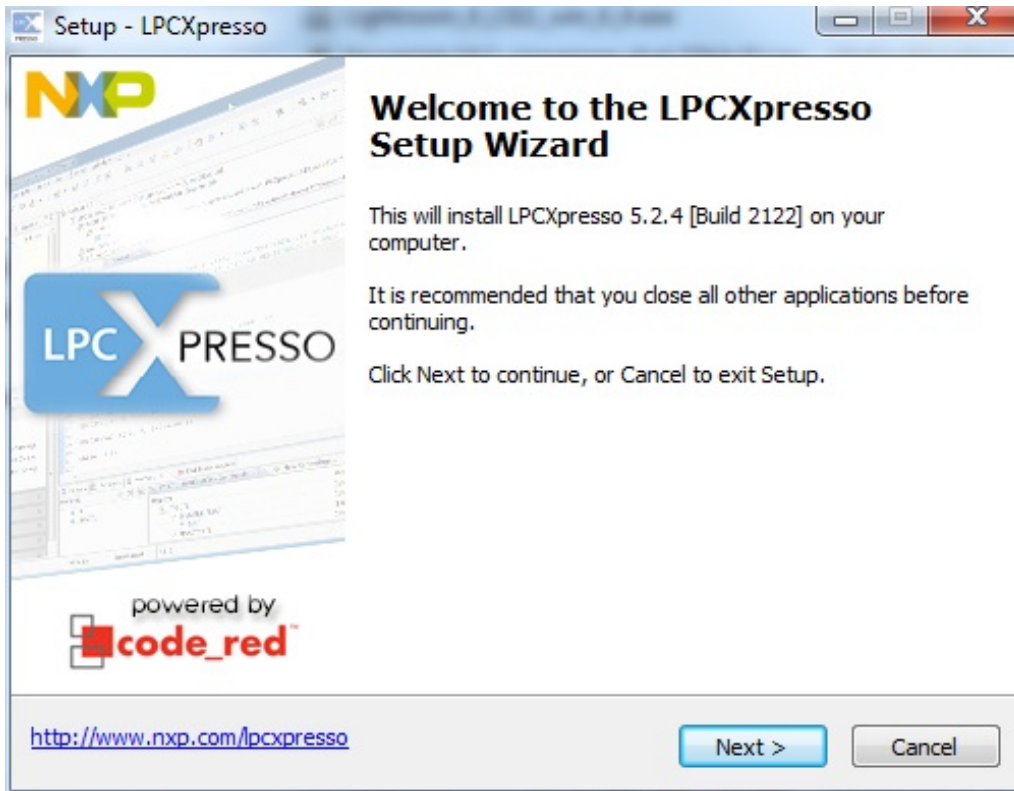 Setup - LPCXpresso
NXP
Welcome to the LPCXpresso
Setup Wizard
This will install LPCXpresso 5.2.4 [Build 2122] on your
computer.
It is recommended that you close all other applications before
continuing.
Click Next to continue, or Cancel to exit Setup.
LPC XPRESSO
powered by
code_red™
http://www.nxp.com/lpcxpresso
Next >
Cancel